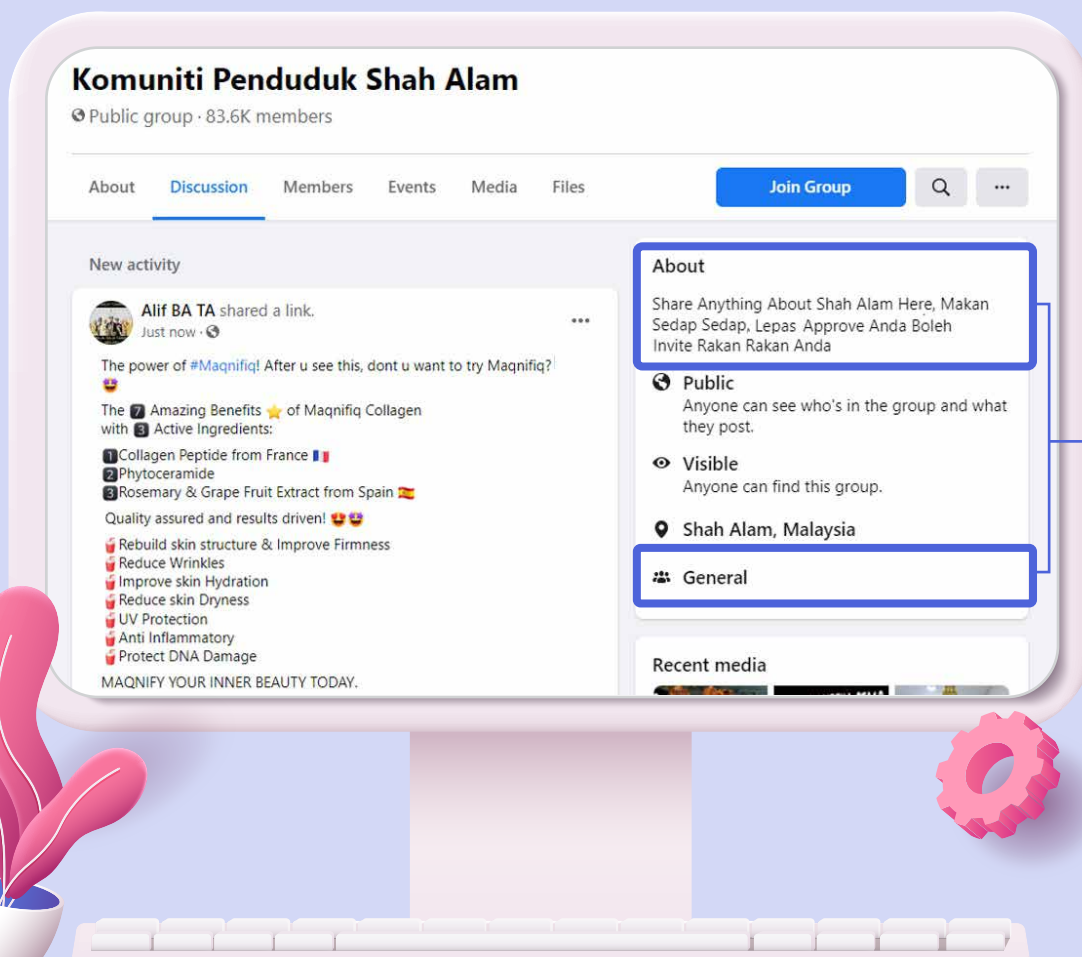 Komuniti Penduduk Shah Alam
Public group · 83.6K members
About Discussion Members Events Media Files Join Group ...
New activity
Alif BA TA shared a link.
Just now ·
The power of #Maqnifiq! After u see this, dont u want to try Maqnifiq?
🤩
The 7️⃣ Amazing Benefits ⭐ of Maqnifiq Collagen
with 3️⃣ Active Ingredients:
1️⃣Collagen Peptide from France 🇫🇷
2️⃣Phytoceramide
3️⃣Rosemary & Grape Fruit Extract from Spain 🇪🇸
Quality assured and results driven! 🤩🤩
🧃Rebuild skin structure & Improve Firmness
🧃Reduce Wrinkles
🧃Improve skin Hydration
🧃Reduce skin Dryness
🧃UV Protection
🧃Anti Inflammatory
🧃Protect DNA Damage
MAQNIFY YOUR INNER BEAUTY TODAY.
About
Share Anything About Shah Alam Here, Makan
Sedap Sedap, Lepas Approve Anda Boleh
Invite Rakan Rakan Anda
Public
Anyone can see who's in the group and what
they post.
Visible
Anyone can find this group.
Shah Alam, Malaysia
General
Recent media